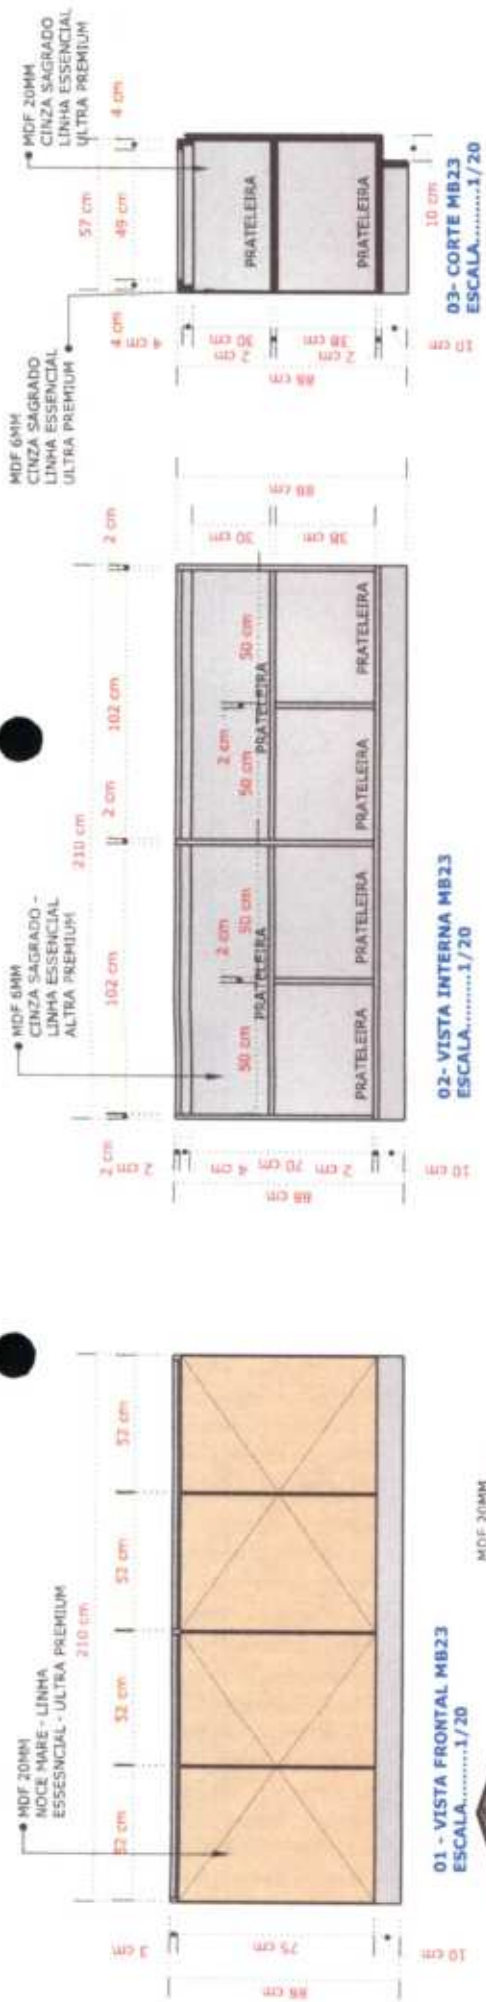 MDF 20MM
NOCE MARE - LINHA
ESSESNCIAL - ULTRA PREMIUM
210 cm
52 cm
52 cm
52 cm
52 cm
3 cm
75 cm
10 cm
88 cm
01 - VISTA FRONTAL MB23
ESCALA.........1/20
MDF 20MM
MDF 6MM
CINZA SAGRADO -
LINHA ESSENCIAL
ALTRA PREMIUM
210 cm
2 cm
102 cm
2 cm
102 cm
2 cm
2 cm
4 cm
70 cm
2 cm
10 cm
88 cm
50 cm
2 cm
50 cm
50 cm
2 cm
50 cm
PRATELEIRA
PRATELEIRA
PRATELEIRA
PRATELEIRA
PRATELEIRA
PRATELEIRA
30 cm
38 cm
88 cm
02- VISTA INTERNA MB23
ESCALA.........1/20
MDF 6MM
CINZA SAGRADO
LINHA ESSENCIAL
ULTRA PREMIUM
MDF 20MM
CINZA SAGRADO
LINHA ESSENCIAL
ULTRA PREMIUM
57 cm
4 cm
49 cm
4 cm
4 cm
30 cm
2 cm
38 cm
2 cm
10 cm
88 cm
PRATELEIRA
PRATELEIRA
10 cm
03- CORTE MB23
ESCALA.........1/20